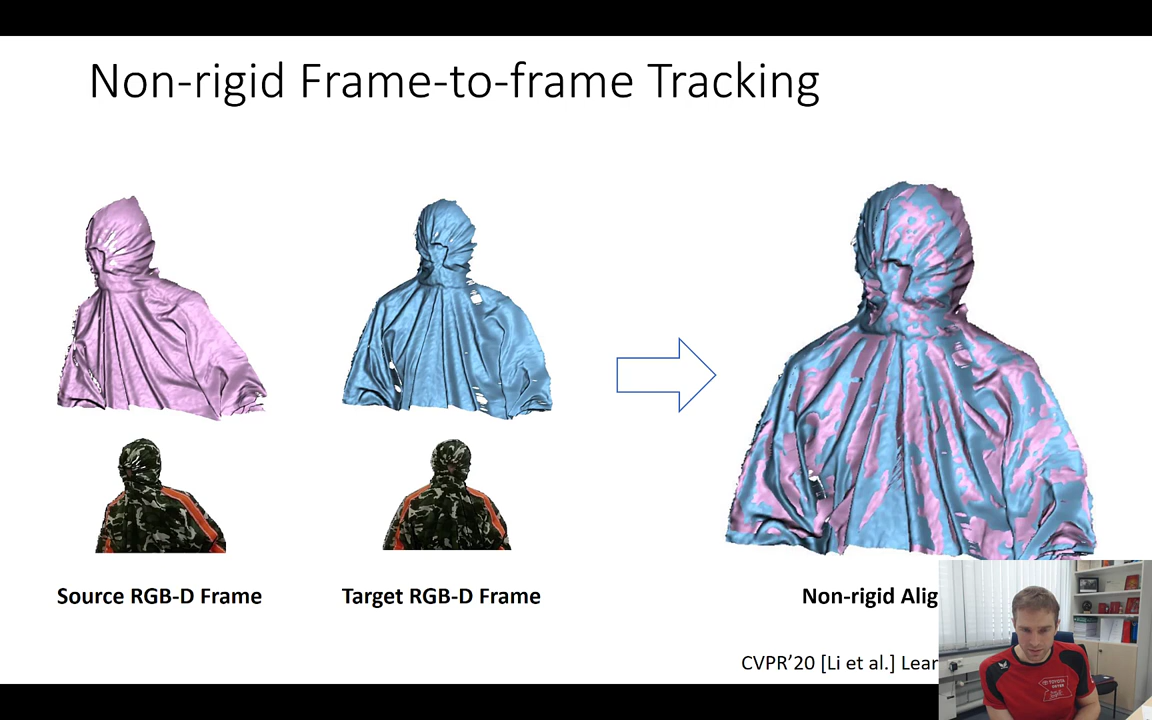 Non-rigid Frame-to-frame Tracking
Source RGB-D Frame
Target RGB-D Frame
Non-rigid Alig
CVPR'20 [Li et al.] Lear
TOYOTA